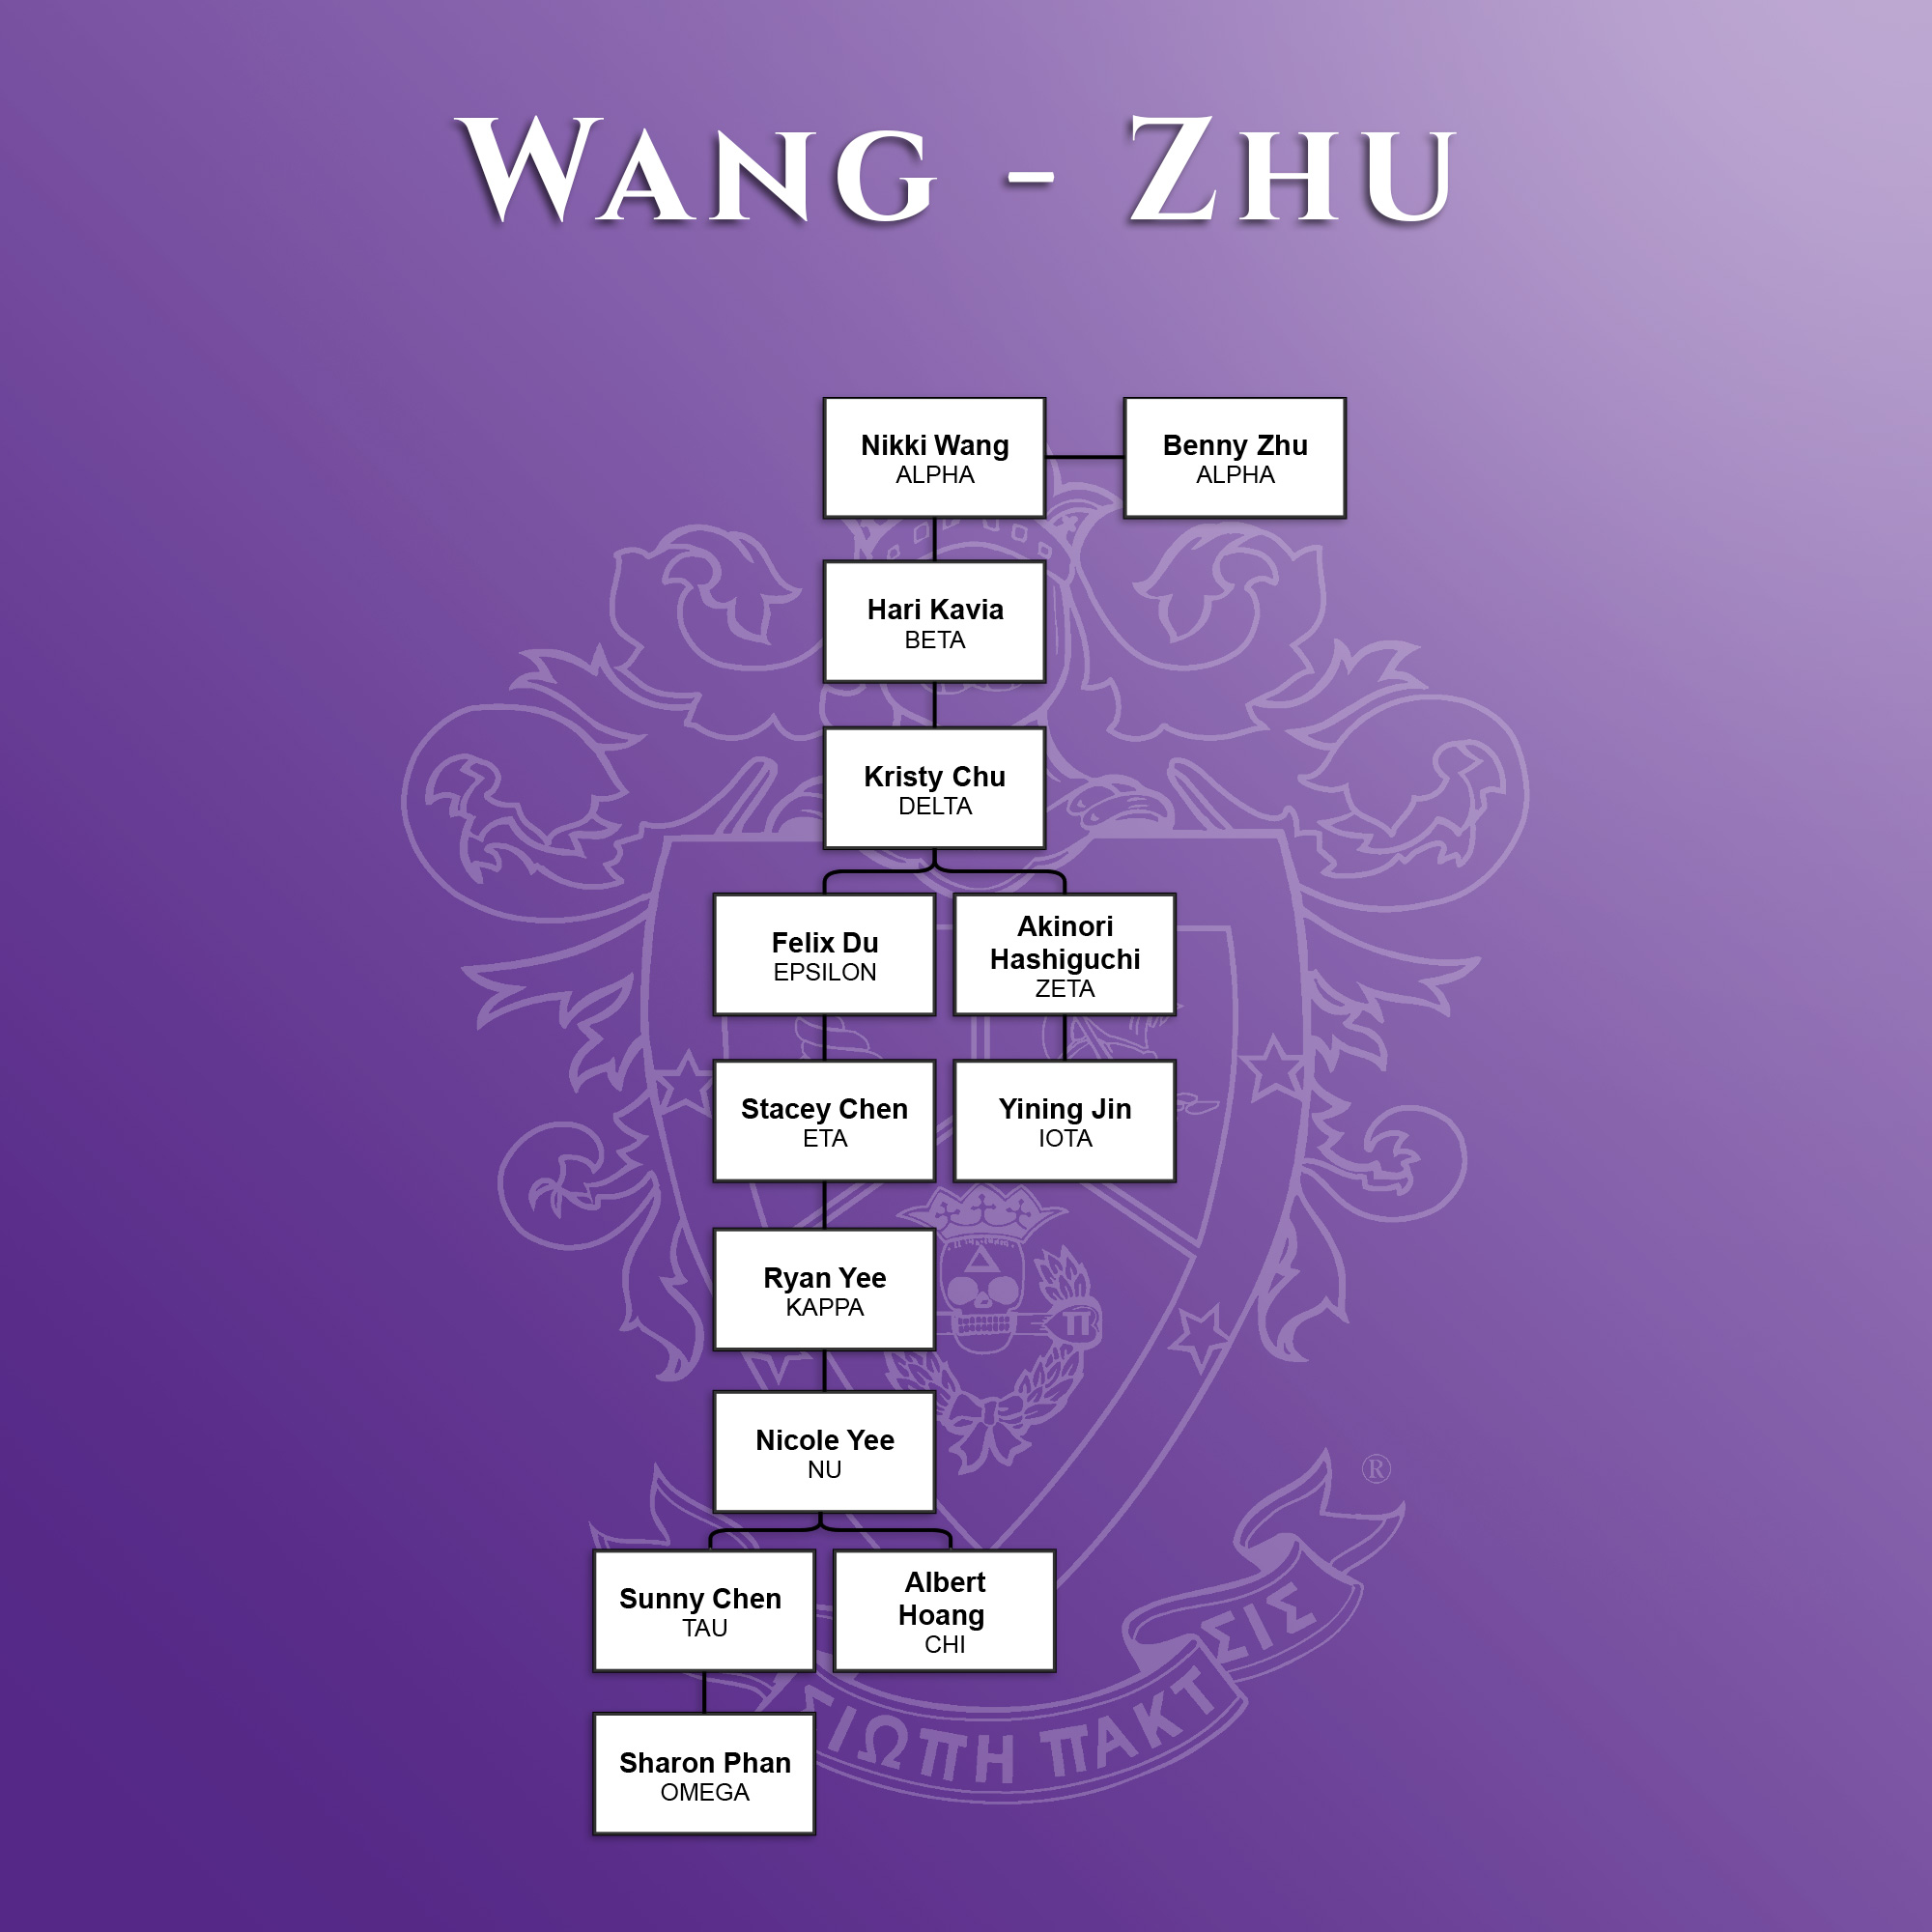 WANG - ZHU
Nikki Wang
ALPHA
Benny Zhu
ALPHA
Hari Kavia
BETA
Kristy Chu
DELTA
Felix Du
EPSILON
Akinori
Hashiguchi
ZETA
Stacey Chen
ETA
Yining Jin
IOTA
Ryan Yee
KAPPA
Π
Nicole Yee
NU
®
Sunny Chen
TAU
Albert
Hoang
CHI
Sharon Phan
OMEGA
ΣΙΩΠΗ ΠΑΚΤ ΣΙΣ